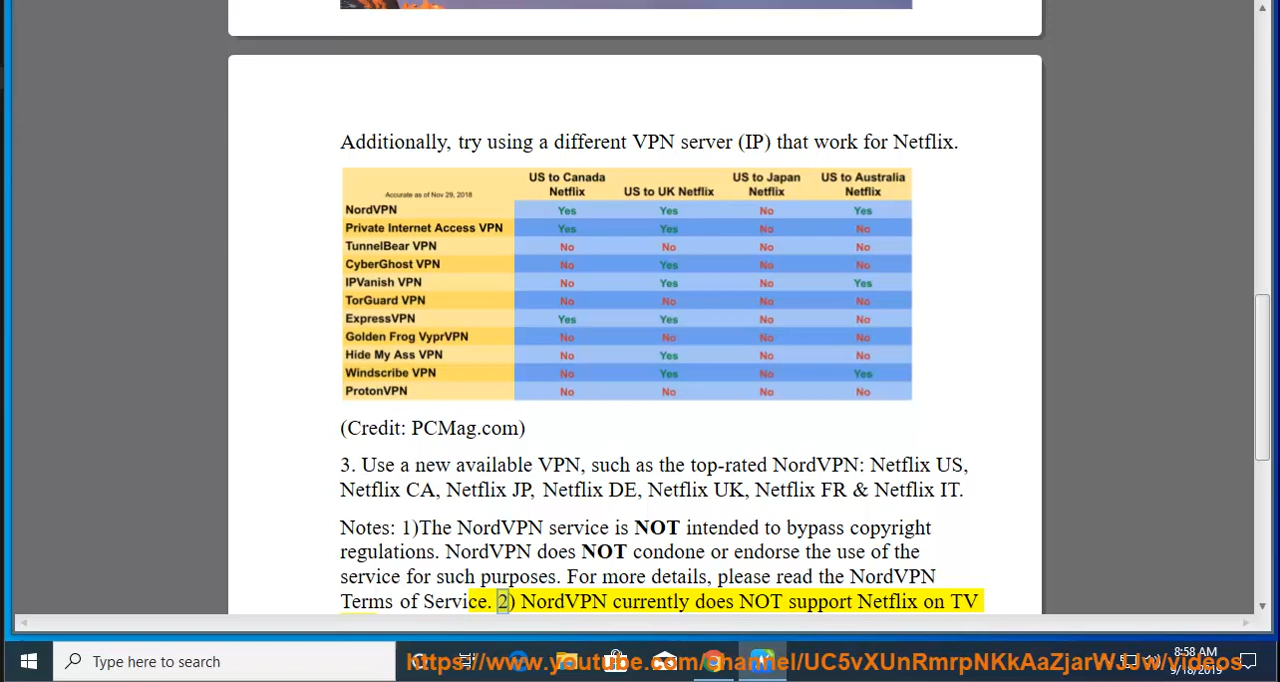 Additionally, try using a different VPN server (IP) that work for Netflix.
Accurate as of Nov 29, 2018 US to Canada Netflix US to UK Netflix US to Japan Netflix US to Australia Netflix
NordVPN Yes Yes No Yes
Private Internet Access VPN Yes Yes No No
TunnelBear VPN No No No No
CyberGhost VPN No Yes No No
IPVanish VPN No Yes No Yes
TorGuard VPN No No No No
ExpressVPN Yes Yes No No
Golden Frog VyprVPN No No No No
Hide My Ass VPN No Yes No No
Windscribe VPN No Yes No Yes
ProtonVPN No No No No
(Credit: PCMag.com)
3. Use a new available VPN, such as the top-rated NordVPN: Netflix US,
Netflix CA, Netflix JP, Netflix DE, Netflix UK, Netflix FR & Netflix IT.
Notes: 1)The NordVPN service is NOT intended to bypass copyright
regulations. NordVPN does NOT condone or endorse the use of the
service for such purposes. For more details, please read the NordVPN
Terms of Service. 2) NordVPN currently does NOT support Netflix on TV
Type here to search
https://www.youtube.com/channel/UC5vXUnRmrpNKkAaZjarWJJw/videos
8:58 AM
9/18/2019